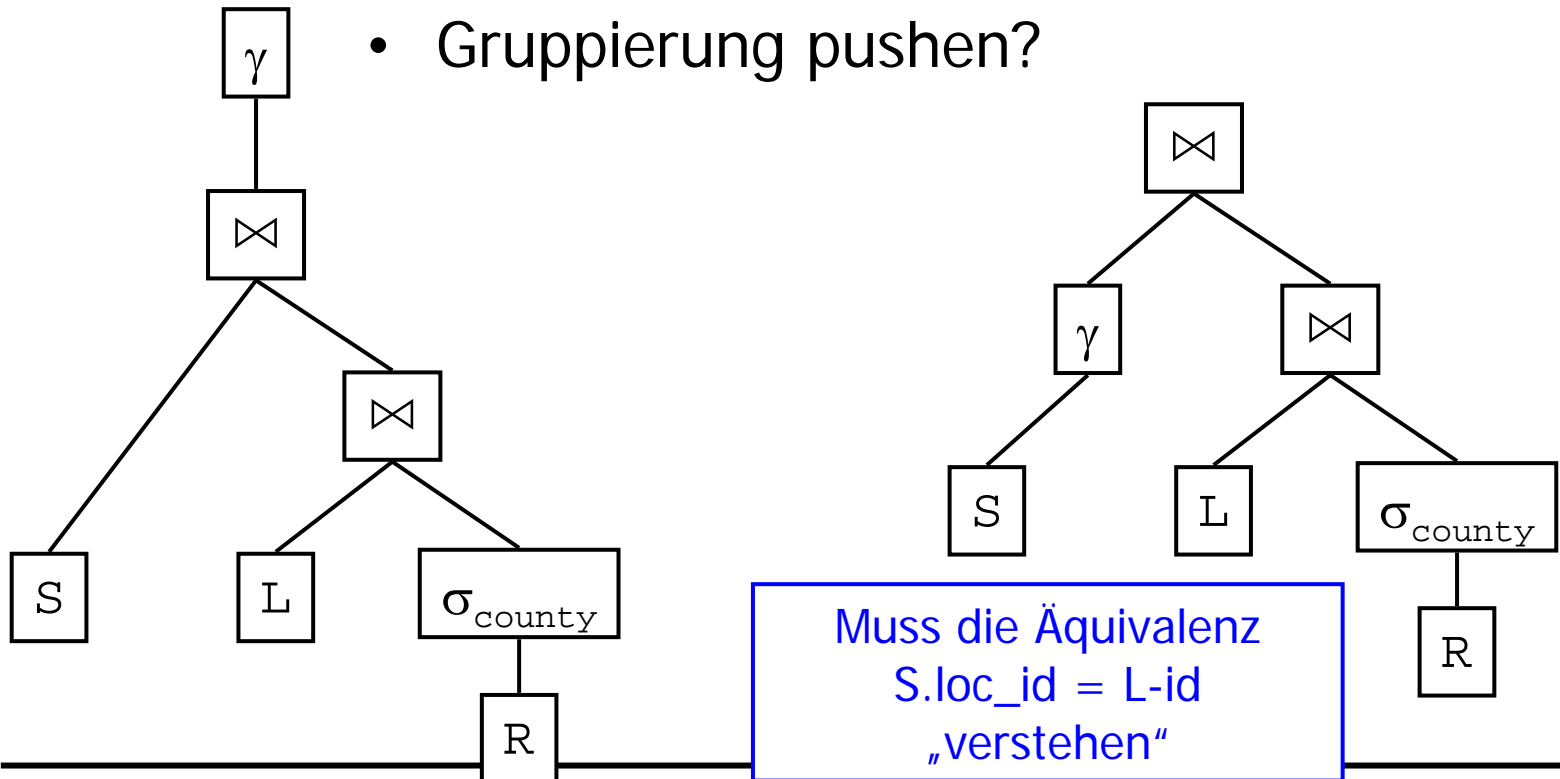 • Gruppierung pushen?
γ
⋈
⋈
S
L
σcounty
R
⋈
γ
⋈
S
L
σcounty
R
Muss die Äquivalenz
S.loc_id = L-id
„verstehen“